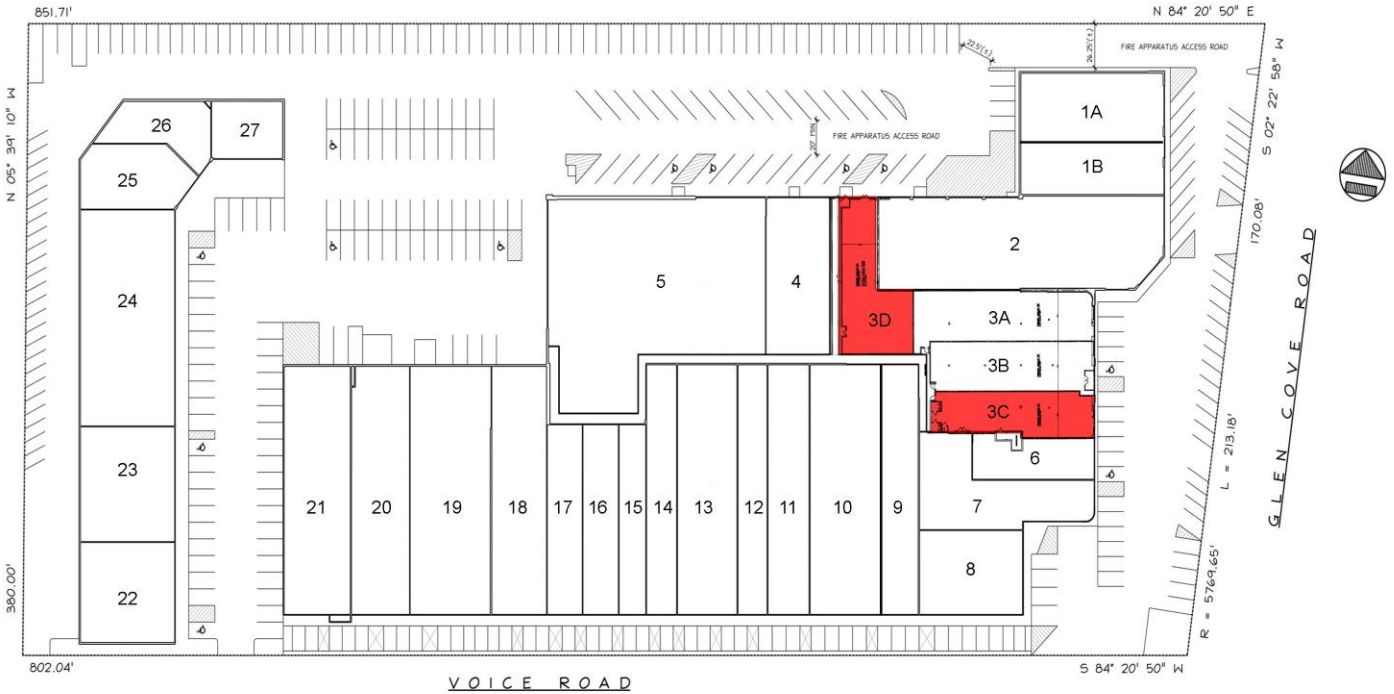 851.71'
N 84° 20' 50" E
22.5'(±)
26.25'(±)
FIRE APPARATUS ACCESS ROAD
N 05° 39' 10" W
S 02° 22' 58" W
26
27
1A
20' MIN
FIRE APPARATUS ACCESS ROAD
1B
25
170.08'
2
24
5
4
3D
3A
3B
3C
GLEN COVE ROAD
6
23
21
20
19
18
17
16
15
14
13
12
11
10
9
7
L = 213.18'
8
22
380.00'
R = 5769.65'
802.04'
S 84° 20' 50" W
VOICE ROAD